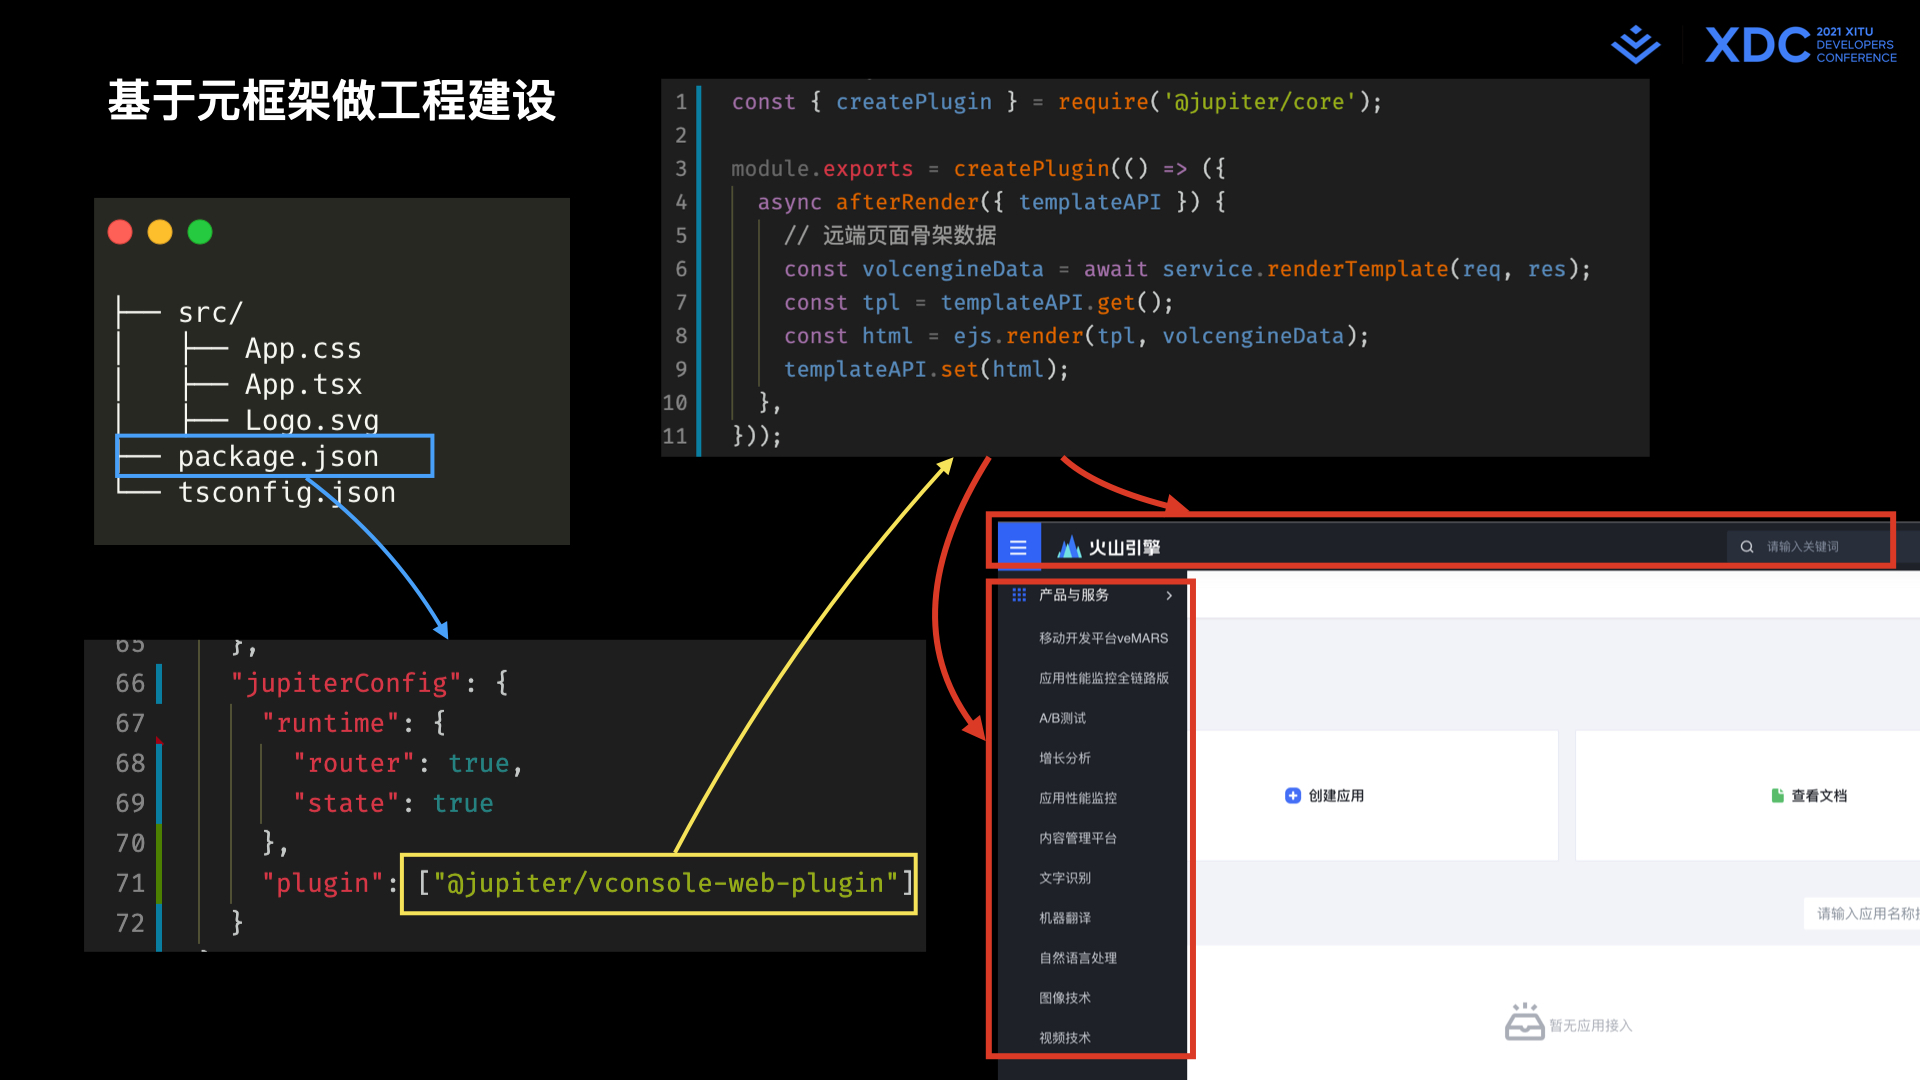 基于元框架做工程建设
XDC
2021 XITU
DEVELOPERS
CONFERENCE
├── src/
│   ├── App.css
│   ├── App.tsx
│   ├── Logo.svg
├── package.json
└── tsconfig.json
1 const { createPlugin } = require('@jupiter/core');
2
3 module.exports = createPlugin(() => ({
4   async afterRender({ templateAPI }) {
5     // 远端页面骨架数据
6     const volcengineData = await service.renderTemplate(req, res);
7     const tpl = templateAPI.get();
8     const html = ejs.render(tpl, volcengineData);
9     templateAPI.set(html);
10   },
11 }));
65 },
66 "jupiterConfig": {
67   "runtime": {
68     "router": true,
69     "state": true
70   },
71   "plugin": ["@jupiter/vconsole-web-plugin"]
72 }
火山引擎
请输入关键词
产品与服务
移动开发平台veMARS
应用性能监控全链路版
A/B测试
增长分析
应用性能监控
内容管理平台
文字识别
机器翻译
自然语言处理
图像技术
视频技术
创建应用
查看文档
请输入应用名称
暂无应用接入